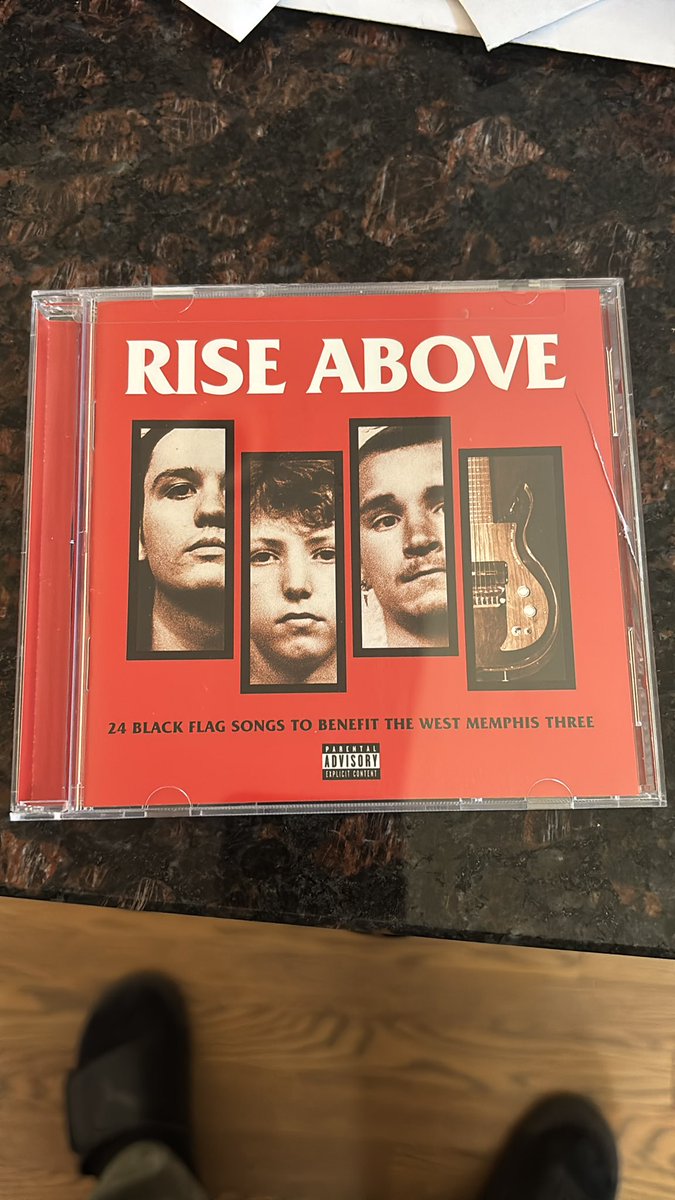 RISE ABOVE
24 BLACK FLAG SONGS TO BENEFIT THE WEST MEMPHIS THREE
PARENTAL
ADVISORY
EXPLICIT CONTENT